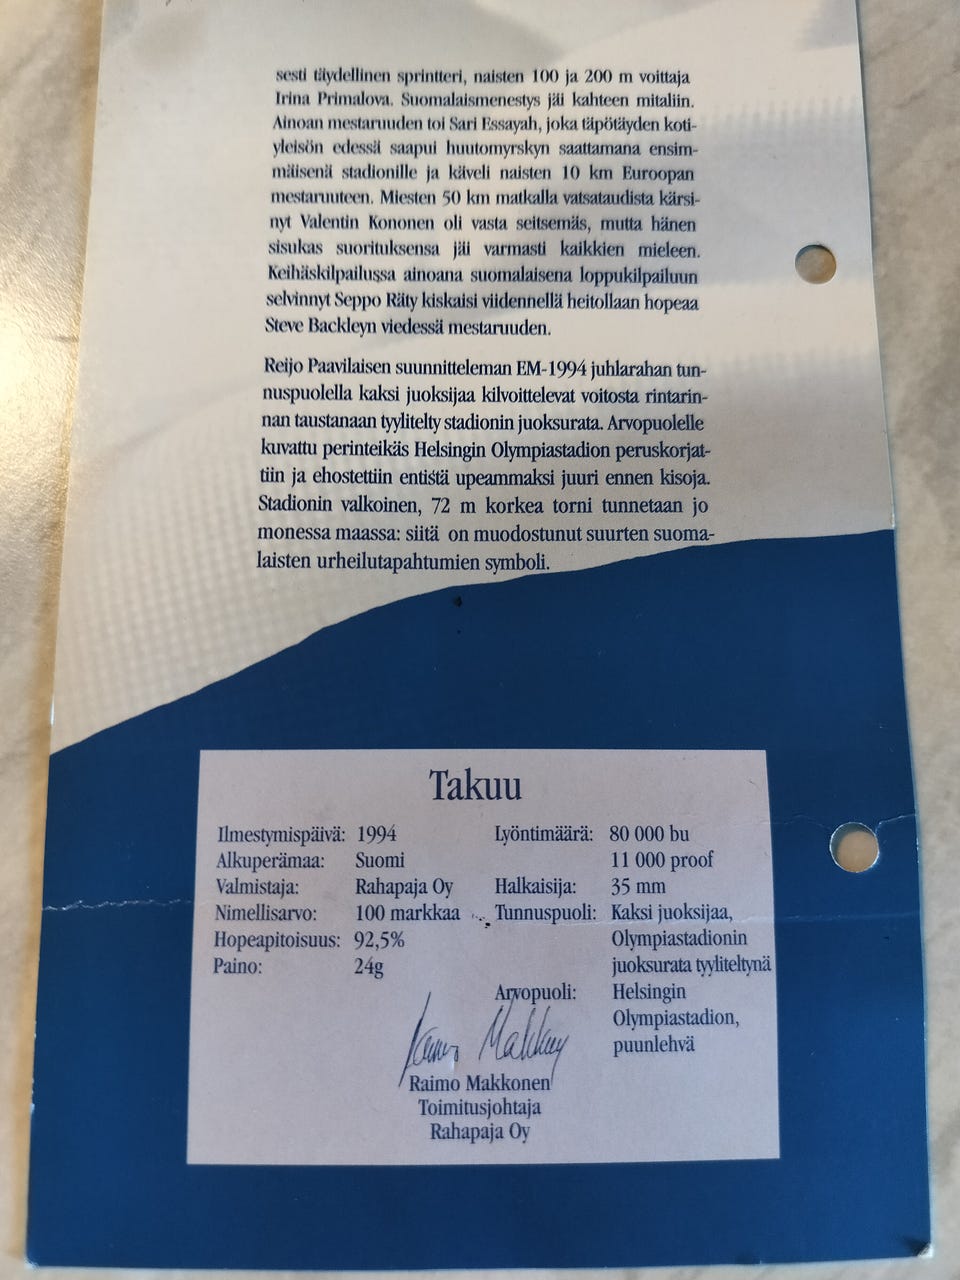 sesti täydellinen sprintteri, naisten 100 ja 200 m voittaja
Irina Primalova. Suomalaismenestys jäi kahteen mitaliin.
Ainoan mestaruuden toi Sari Essayah, joka täpötäyden koti-
yleisön edessä saapui huutomyrskyn saattamana ensim-
mäisenä stadionille ja käveli naisten 10 km Euroopan
mestaruuteen. Miesten 50 km matkalla vatsataudista kärsi-
nyt Valentin Kononen oli vasta seitsemäs, mutta hänen
sisukas suorituksensa jäi varmasti kaikkien mieleen.
Keihäskilpailussa ainoana suomalaisena loppukilpailuun
selvinnyt Seppo Räty kiskaisi viidennellä heitollaan hopeaa
Steve Backleyn viedessä mestaruuden.
Reijo Paavilaisen suunnitteleman EM-1994 juhlarahan tun-
nuspuolella kaksi juoksijaa kilvoittelevat voitosta rintarin-
nan taustanaan tyylitelty stadionin juoksurata. Arvopuolelle
kuvattu perinteikäs Helsingin Olympiastadion peruskorjat-
tiin ja ehostettiin entistä upeammaksi juuri ennen kisoja.
Stadionin valkoinen, 72 m korkea torni tunnetaan jo
monessa maassa: siitä on muodostunut suurten suoma-
laisten urheilutapahtumien symboli.
Takuu
Ilmestymispäivä: 1994
Alkuperämaa: Suomi
Valmistaja: Rahapaja Oy
Nimellisarvo: 100 markkaa
Hopeapitoisuus: 92,5%
Paino: 24g
Lyöntimäärä: 80 000 bu
11 000 proof
Halkaisija: 35 mm
Tunnuspuoli: Kaksi juoksijaa,
Olympiastadionin
juoksurata tyyliteltynä
Arvopuoli: Helsingin
Olympiastadion,
puunlehvä
Raimo Makkonen
Raimo Makkonen
Toimitusjohtaja
Rahapaja Oy